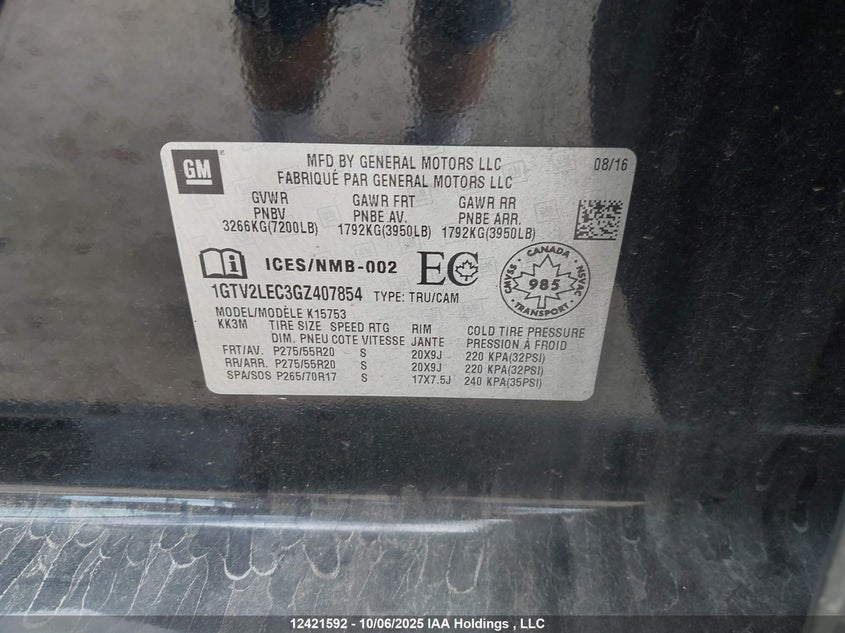 GM
MFD BY GENERAL MOTORS LLC 08/16
FABRIQUÉ PAR GENERAL MOTORS LLC
GVWR GAWR FRT GAWR RR
PNBV PNBE AV. PNBE ARR.
3266KG(7200LB) 1792KG(3950LB) 1792KG(3950LB)
ICES/NMB-002 EC
CANADA
CMVSS 985 NSVAC
TRANSPORT
1GTV2LEC3GZ407854 TYPE: TRU/CAM
MODEL/MODÈLE K15753
KK3M TIRE SIZE SPEED RTG RIM COLD TIRE PRESSURE
DIM. PNEU COTE VITESSE JANTE PRESSION À FROID
FRT/AV. P275/55R20 S 20X9J 220 KPA(32PSI)
RR/ARR. P275/55R20 S 20X9J 220 KPA(32PSI)
SPA/SOS P265/70R17 S 17X7.5J 240 KPA(35PSI)
12421592 - 10/06/2025 IAA Holdings , LLC